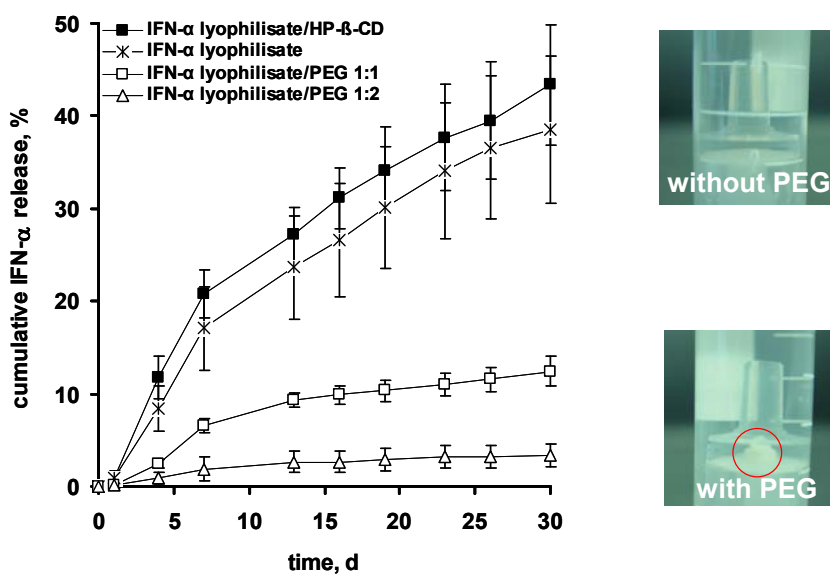 50
40
30
20
10
0
cumulative IFN-α release, %
IFN-α lyophilisate/HP-ß-CD
IFN-α lyophilisate
IFN-α lyophilisate/PEG 1:1
IFN-α lyophilisate/PEG 1:2
0 5 10 15 20 25 30
time, d
without PEG
with PEG